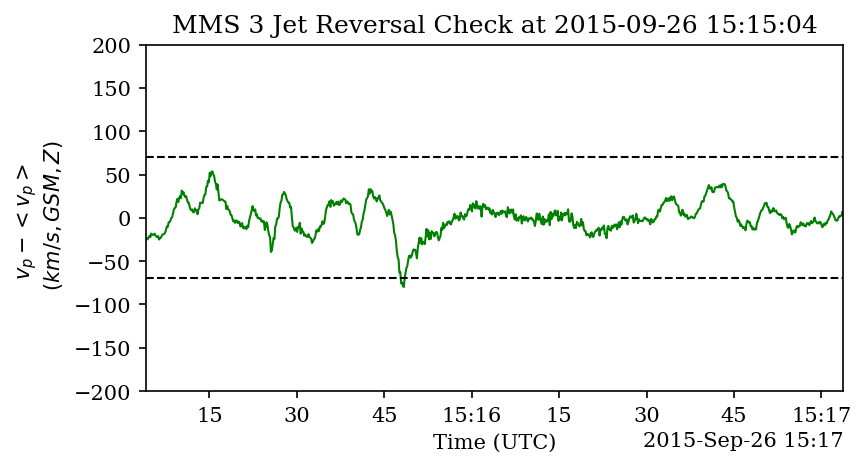 MMS 3 Jet Reversal Check at 2015-09-26 15:15:04
200
150
100
50
0
−50
−100
−150
−200
v_p − < v_p >
(km/s, GSM, Z)
15 30 45 15:16 15 30 45 15:17
Time (UTC)
2015-Sep-26 15:17